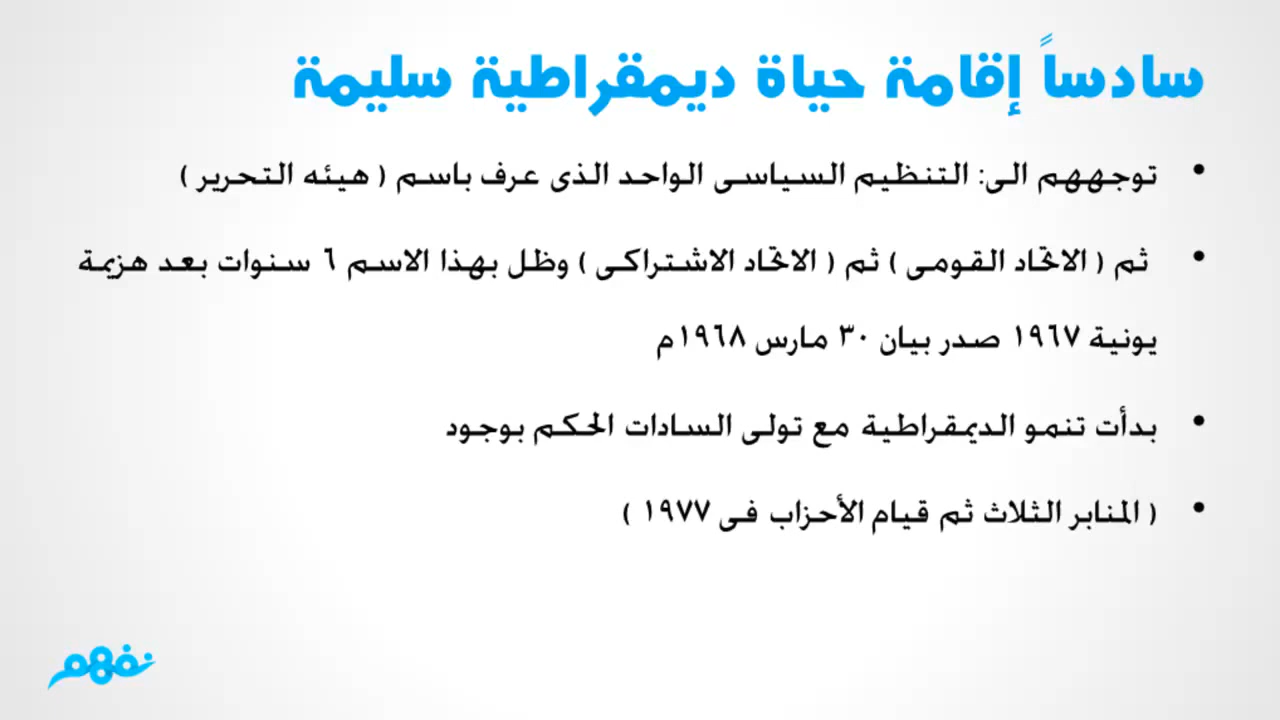 سادساً إقامة حياة ديمقراطية سليمة
• توجههم الى: التنظيم السياسى الواحد الذى عرف باسم ( هيئه التحرير )
• ثم ( الاتحاد القومى ) ثم ( الاتحاد الاشتراكى ) وظل بهذا الاسم ٦ سنوات بعد هزيمة
يونية ١٩٦٧ صدر بيان ٣٠ مارس ١٩٦٨م
• بدأت تنمو الديمقراطية مع تولى السادات الحكم بوجود
• ( المنابر الثلاث ثم قيام الأحزاب فى ١٩٧٧ )
نفهم